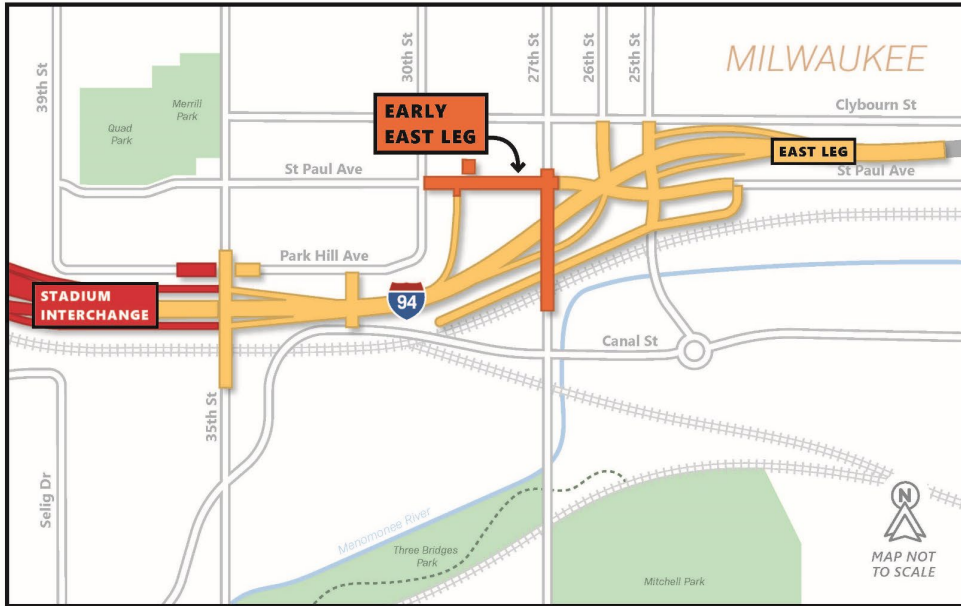 MILWAUKEE
39th St
30th St
27th St
26th St
25th St
Merrill
Park
Quad
Park
Clybourn St
EARLY
EAST LEG
EAST LEG
St Paul Ave
St Paul Ave
Park Hill Ave
STADIUM
INTERCHANGE
94
Canal St
35th St
Selig Dr
Menomonee River
Three Bridges
Park
Mitchell Park
N
MAP NOT
TO SCALE